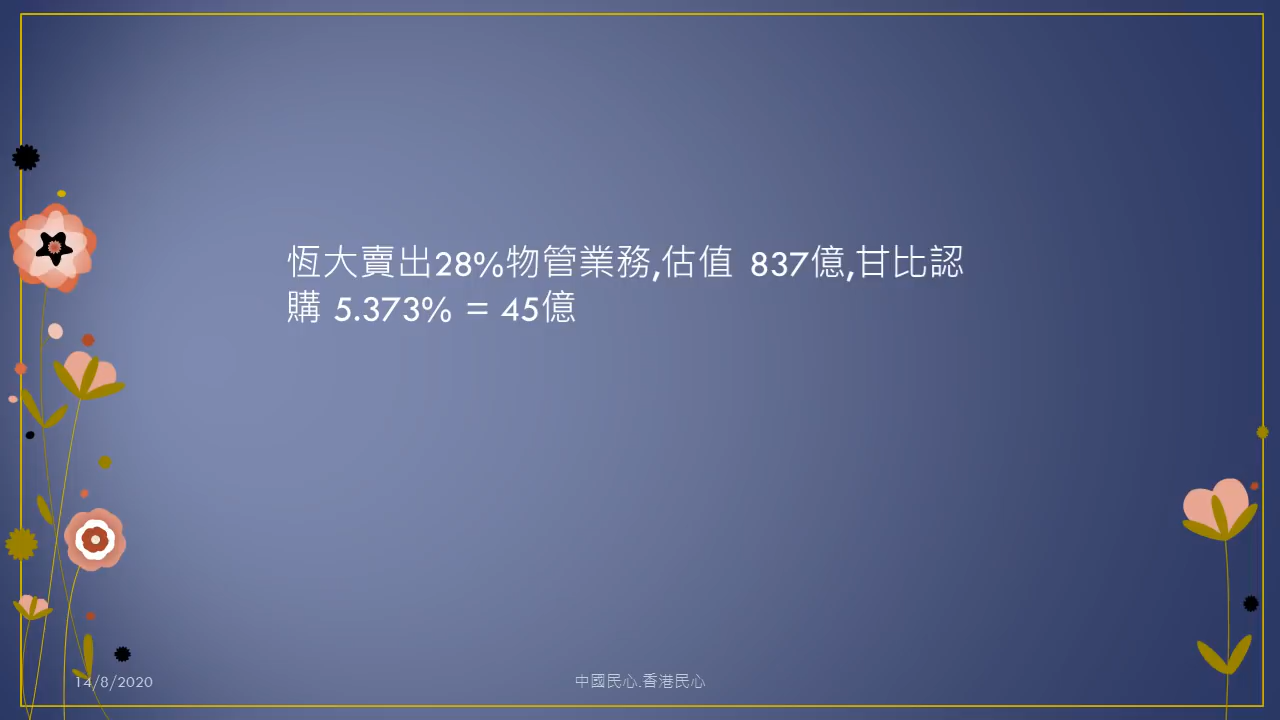 恆大賣出28%物管業務,估值 837億,甘比認
購 5.373% = 45億
14/8/2020
中國民心.香港民心